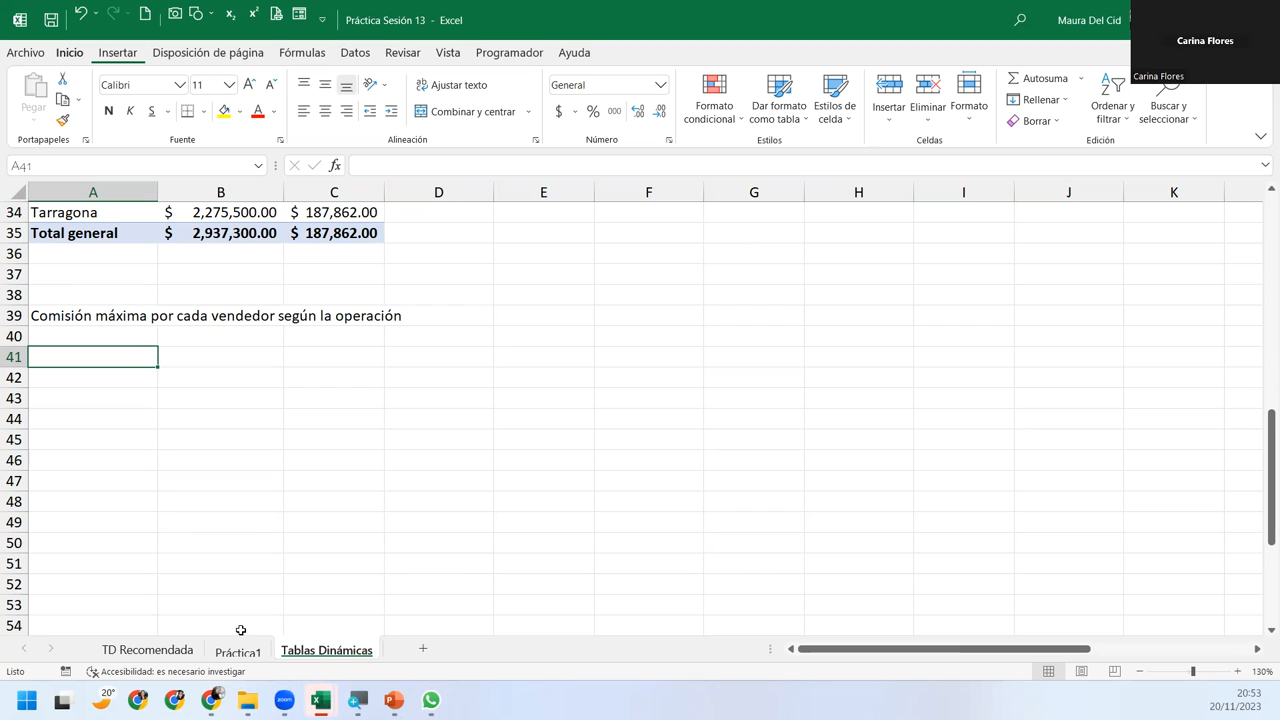 Práctica Sesión 13 - Excel
Maura Del Cid
Carina Flores
Carina Flores
Archivo Inicio Insertar Disposición de página Fórmulas Datos Revisar Vista Programador Ayuda
Pegar
Portapapeles
Calibri 11
N K S
Fuente
Ajustar texto
Combinar y centrar
Alineación
General
$ % 000
Número
Formato condicional
Dar formato como tabla
Estilos de celda
Estilos
Insertar
Eliminar
Formato
Celdas
Autosuma
Rellenar
Borrar
Ordenar y filtrar
Buscar y seleccionar
Edición
A41
fx
A B C D E F G H I J K
34 Tarragona $ 2,275,500.00 $ 187,862.00
35 Total general $ 2,937,300.00 $ 187,862.00
36
37
38
39 Comisión máxima por cada vendedor según la operación
40
41
42
43
44
45
46
47
48
49
50
51
52
53
54
TD Recomendada Práctica1 Tablas Dinámicas
Listo
Accesibilidad: es necesario investigar
130%
20°
zoom
20:53
20/11/2023